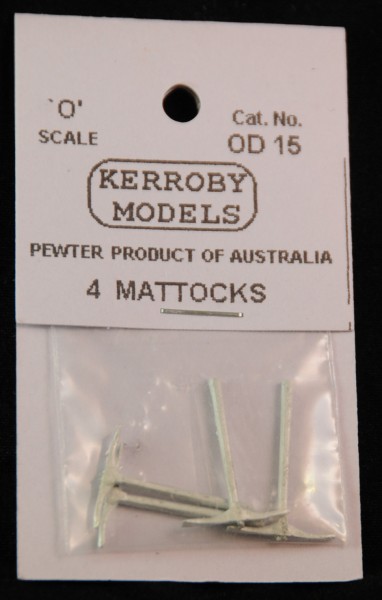 'O'
SCALE
Cat. No.
OD 15
KERROBY
MODELS
PEWTER PRODUCT OF AUSTRALIA
4 MATTOCKS